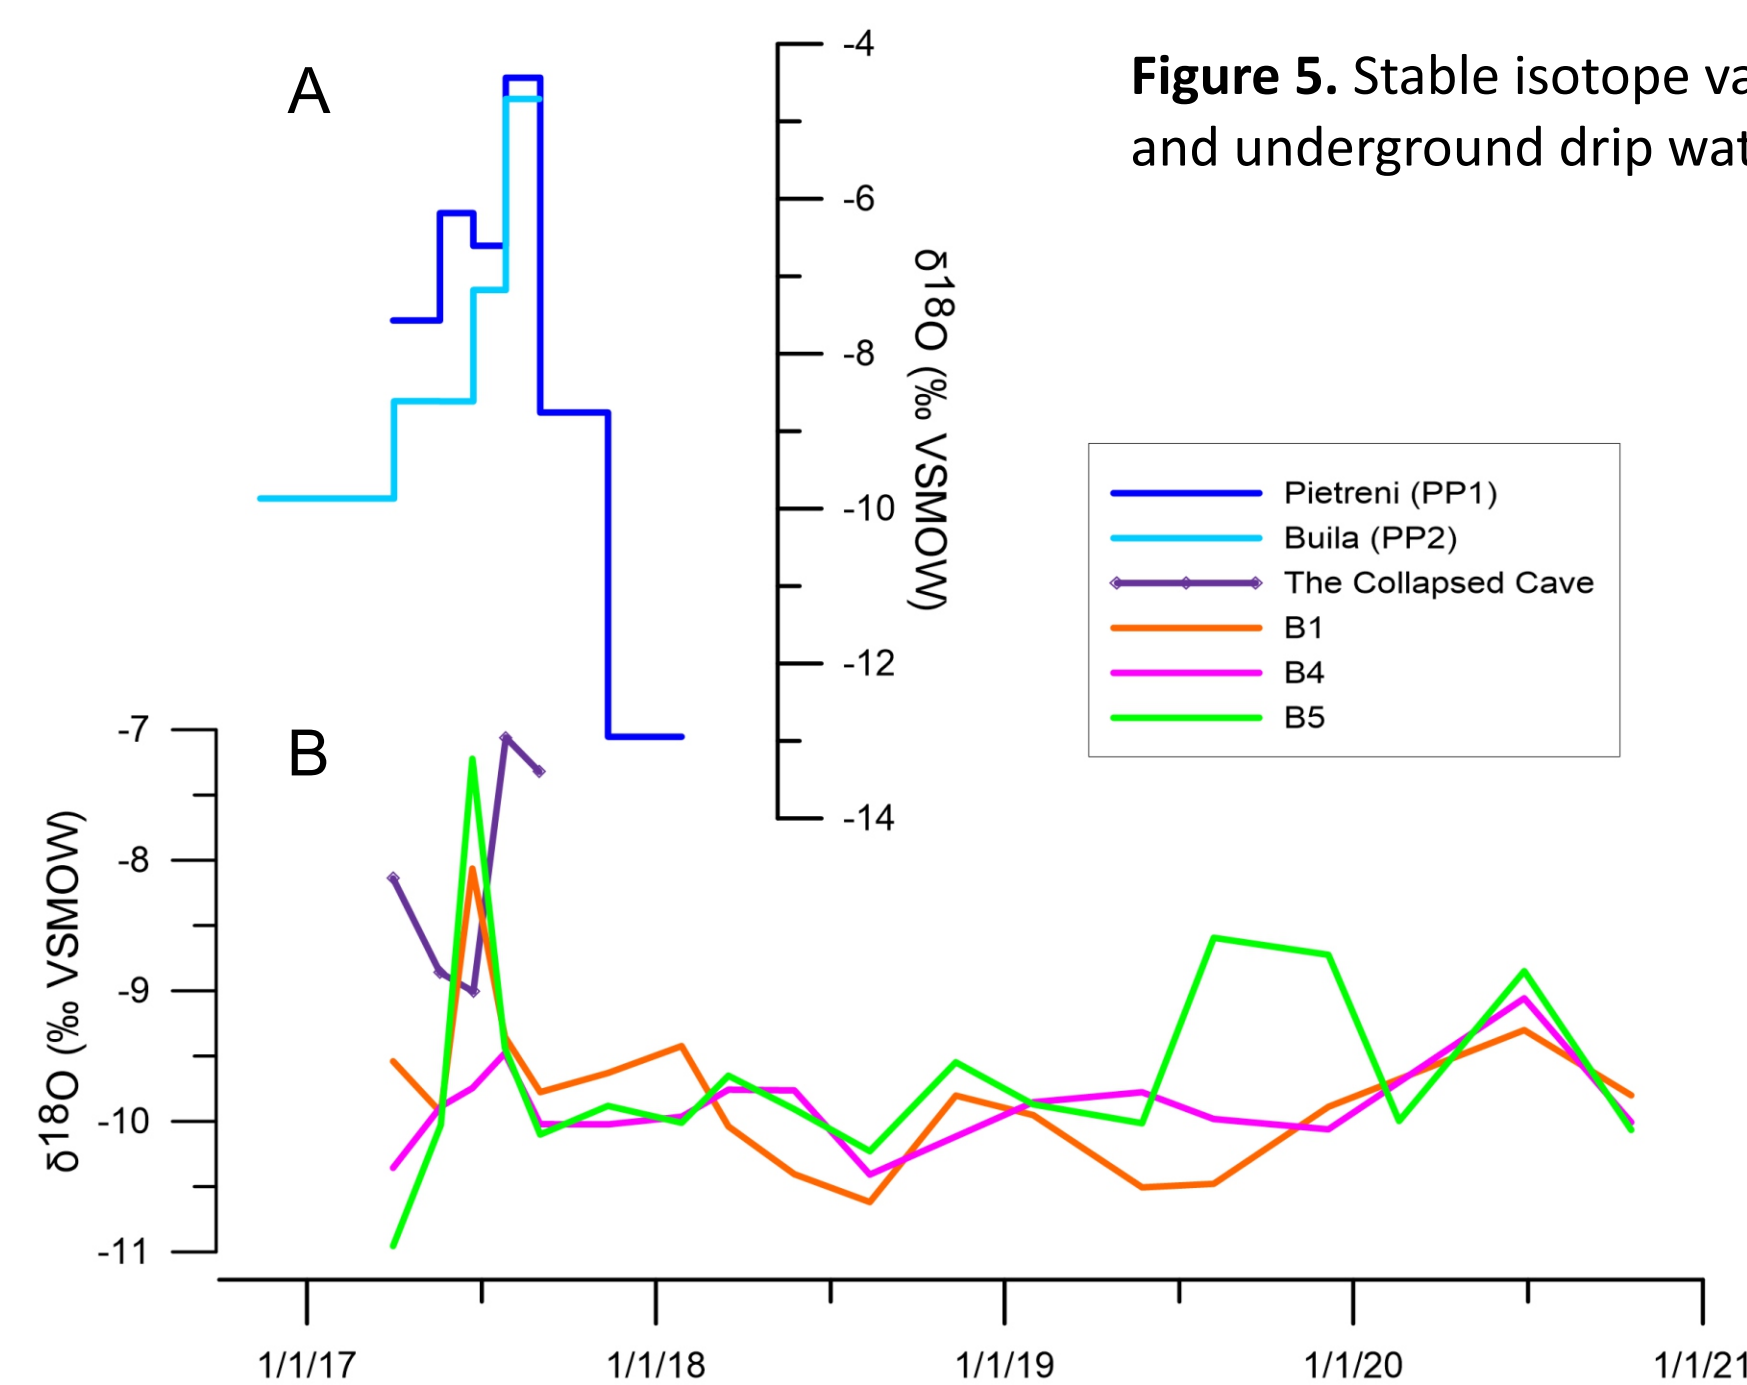 A
Figure 5. Stable isotope va
and underground drip wat
-4
-6
-8
-10
-12
-14
δ18O (‰ VSMOW)
Pietreni (PP1)
Buila (PP2)
The Collapsed Cave
B1
B4
B5
B
-7
-8
-9
-10
-11
δ18O (‰ VSMOW)
1/1/17
1/1/18
1/1/19
1/1/20
1/1/21